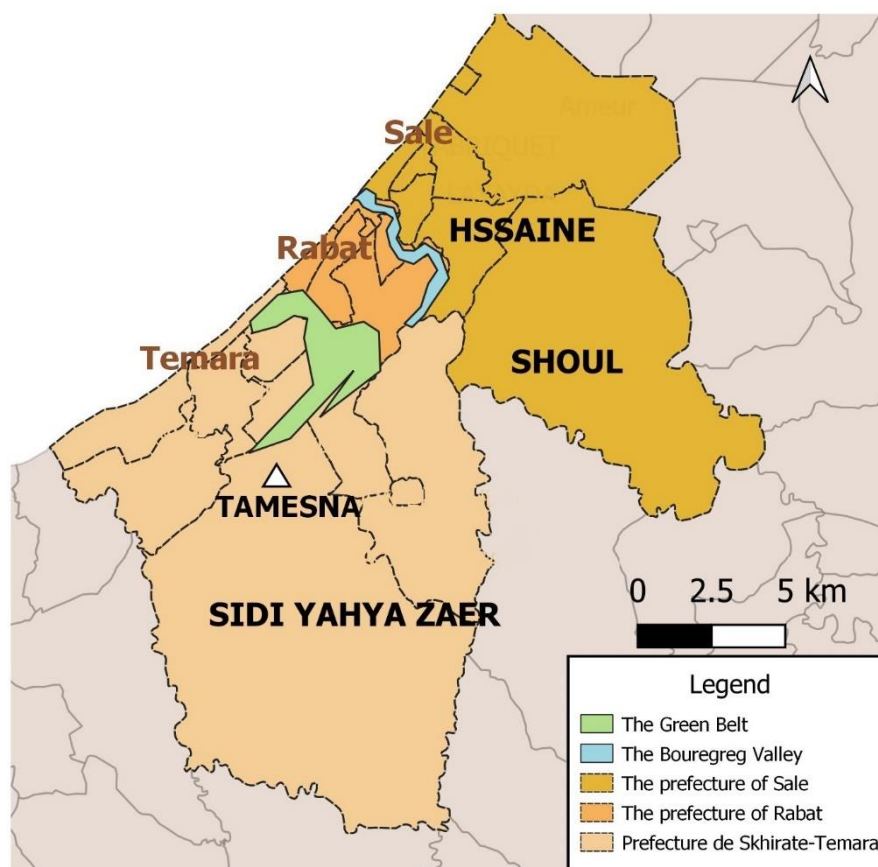 Ameur
Sale
HSSAINE
Rabat
SHOUL
Temara
TAMESNA
SIDI YAHYA ZAER
0 2.5 5 km
Legend
The Green Belt
The Bouregreg Valley
The prefecture of Sale
The prefecture of Rabat
Prefecture de Skhirate-Temara